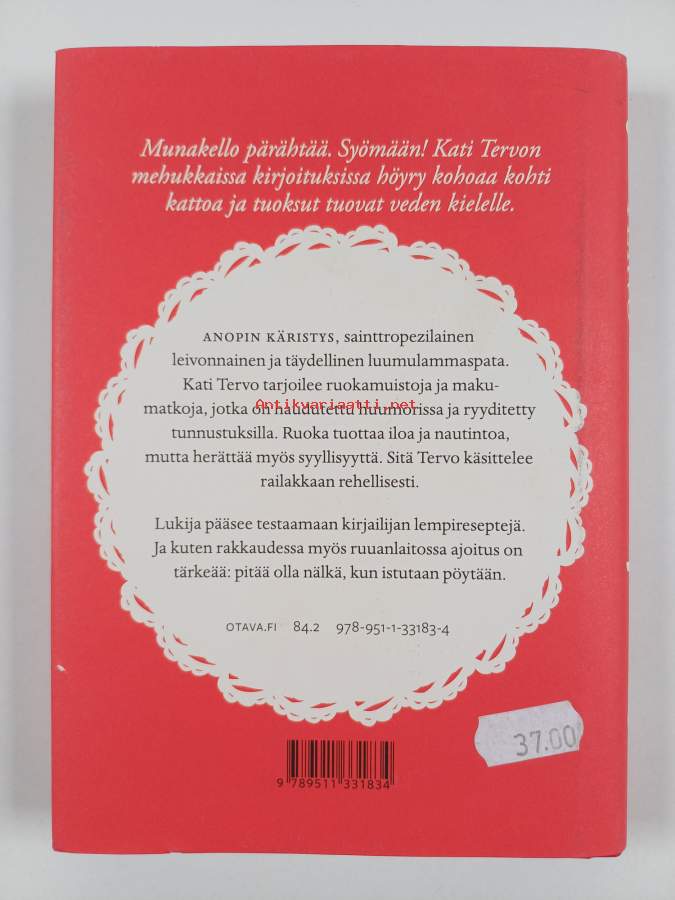 Munakello pärähtää. Syömään! Kati Tervon
mehukkaissa kirjoituksissa höyry kohoaa kohti
kattoa ja tuoksut tuovat veden kielelle.
ANOPIN KÄRISTYS, sainttropezilainen
leivonnainen ja täydellinen luumulammaspata.
Kati Tervo tarjoilee ruokamuistoja ja maku-
matkoja, jotka on haudutettu huumorissa ja ryyditetty
Antikvariaatti.net
tunnustuksilla. Ruoka tuottaa iloa ja nautintoa,
mutta herättää myös syyllisyyttä. Sitä Tervo käsittelee
railakkaan rehellisesti.
Lukija pääsee testaamaan kirjailijan lempireseptejä.
Ja kuten rakkaudessa myös ruuanlaitossa ajoitus on
tärkeää: pitää olla nälkä, kun istutaan pöytään.
OTAVA.FI 84.2 978-951-1-33183-4
37.00
9 789511 331834